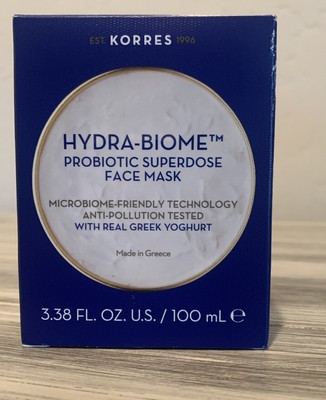 EST. KORRES 1996
HYDRA-BIOME™
PROBIOTIC SUPERDOSE
FACE MASK
MICROBIOME-FRIENDLY TECHNOLOGY
ANTI-POLLUTION TESTED
WITH REAL GREEK YOGHURT
Made in Greece
3.38 FL. OZ. U.S. / 100 mL ℮